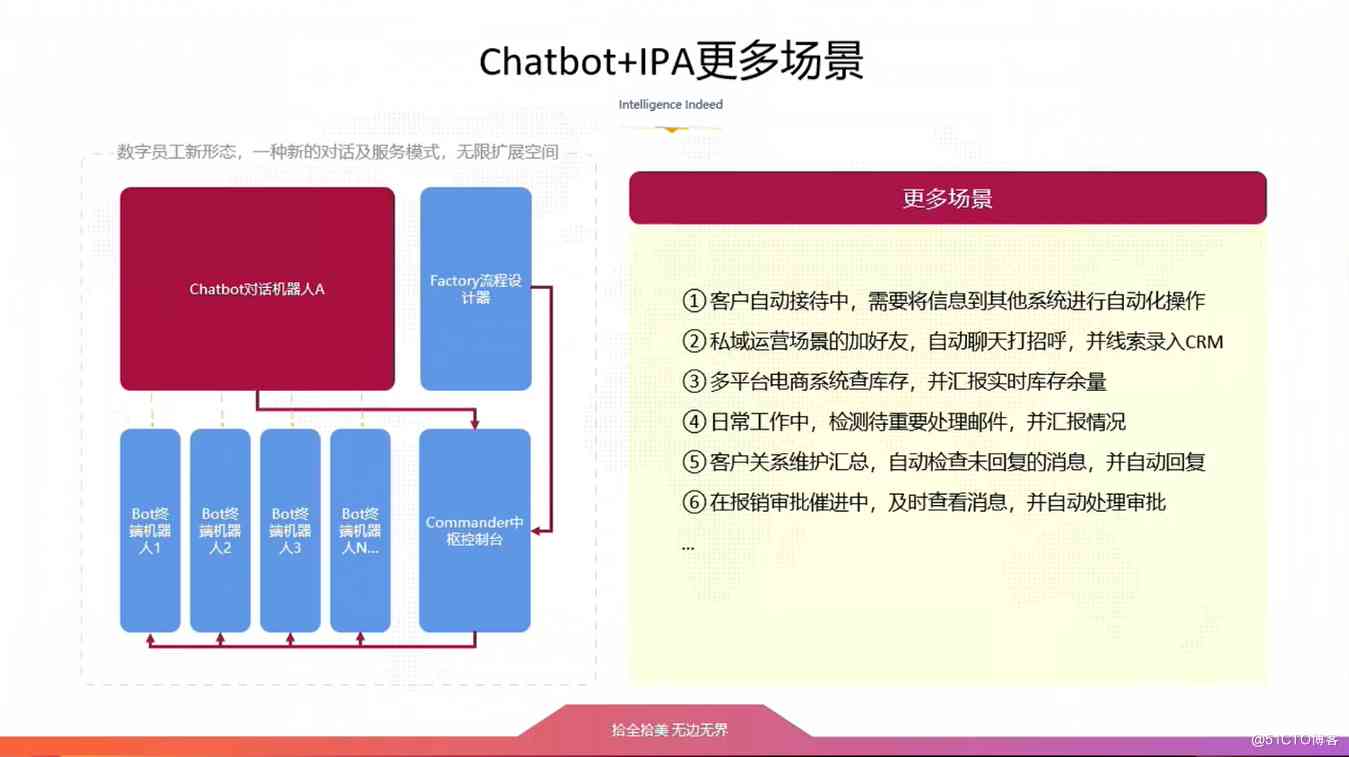 Chatbot+IPA更多场景
Intelligence Indeed
数字员工新形态，一种新的对话及服务模式，无限扩展空间
Chatbot对话机器人A
Factory流程设
计器
Bot终
端机器
人1
Bot终
端机器
人2
Bot终
端机器
人3
Bot终
端机器
人N...
Commander中
枢控制台
更多场景
①客户自动接待中，需要将信息到其他系统进行自动化操作
②私域运营场景的加好友，自动聊天打招呼，并线索录入CRM
③多平台电商系统查库存，并汇报实时库存余量
④日常工作中，检测待重要处理邮件，并汇报情况
⑤客户关系维护汇总，自动检查未回复的消息，并自动回复
⑥在报销审批催进中，及时查看消息，并自动处理审批
...
拾全拾美 无边无界
@51CTO博客